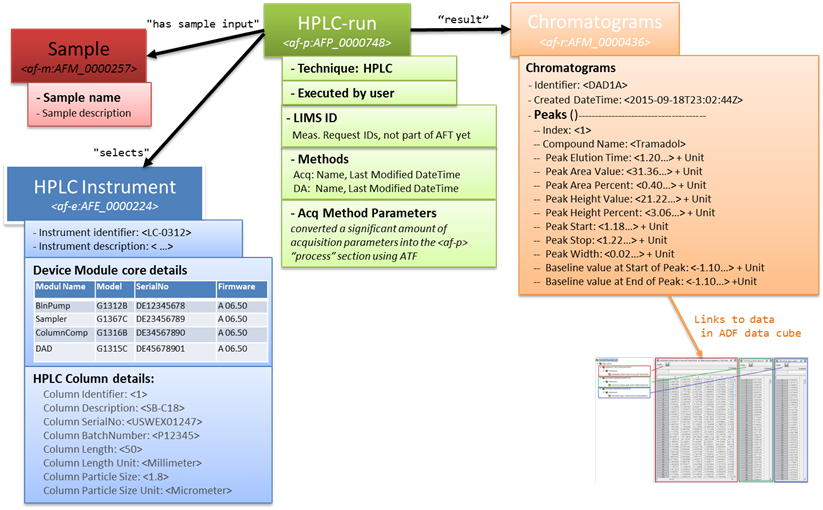 "has sample input"
HPLC-run
<af-p:AFP_0000748>
“result”
Chromatograms
<af-r:AFM_0000436>
Sample
<af-m:AFM_0000257>
- Sample name
- Sample description
- Technique: HPLC
- Executed by user
- LIMS ID
Meas. Request IDs, not part of AFT yet
- Methods
Acq: Name, Last Modified DateTime
DA: Name, Last Modified DateTime
- Acq Method Parameters
converted a significant amount of
acquisition parameters into the <af-p>
“process” section using ATF
"selects"
HPLC Instrument
<af-e:AFE_0000224>
- Instrument identifier: <LC-0312>
- Instrument description: < ...>
Device Module core details
Modul Name Model SerialNo Firmware
BinPump G1312B DE12345678 A 06.50
Sampler G1367C DE23456789 A 06.50
ColumnComp G1316B DE34567890 A 06.50
DAD G1315C DE45678901 A 06.50
HPLC Column details:
Column Identifier: <1>
Column Description: <SB-C18>
Column SerialNo: <USWEX01247>
Column BatchNumber: <P12345>
Column Length: <50>
Column Length Unit: <Millimeter>
Column Particle Size: <1.8>
Column Particle Size Unit: <Micrometer>
Chromatograms
- Identifier: <DAD1A>
- Created DateTime: <2015-09-18T23:02:44Z>
- Peaks ()--------------------------------------
-- Index: <1>
-- Compound Name: <Tramadol>
-- Peak Elution Time: <1.20...> + Unit
-- Peak Area Value: <31.36...> + Unit
-- Peak Area Percent: <0.40...> + Unit
-- Peak Height Value: <21.22...> + Unit
-- Peak Height Percent: <3.06...> + Unit
-- Peak Start: <1.18...> + Unit
-- Peak Stop: <1.22...> + Unit
-- Peak Width: <0.02...> + Unit
-- Baseline value at Start of Peak: <-1.10...> + Unit
-- Baseline value at End of Peak: <-1.10...> +Unit
Links to data
in ADF data cube